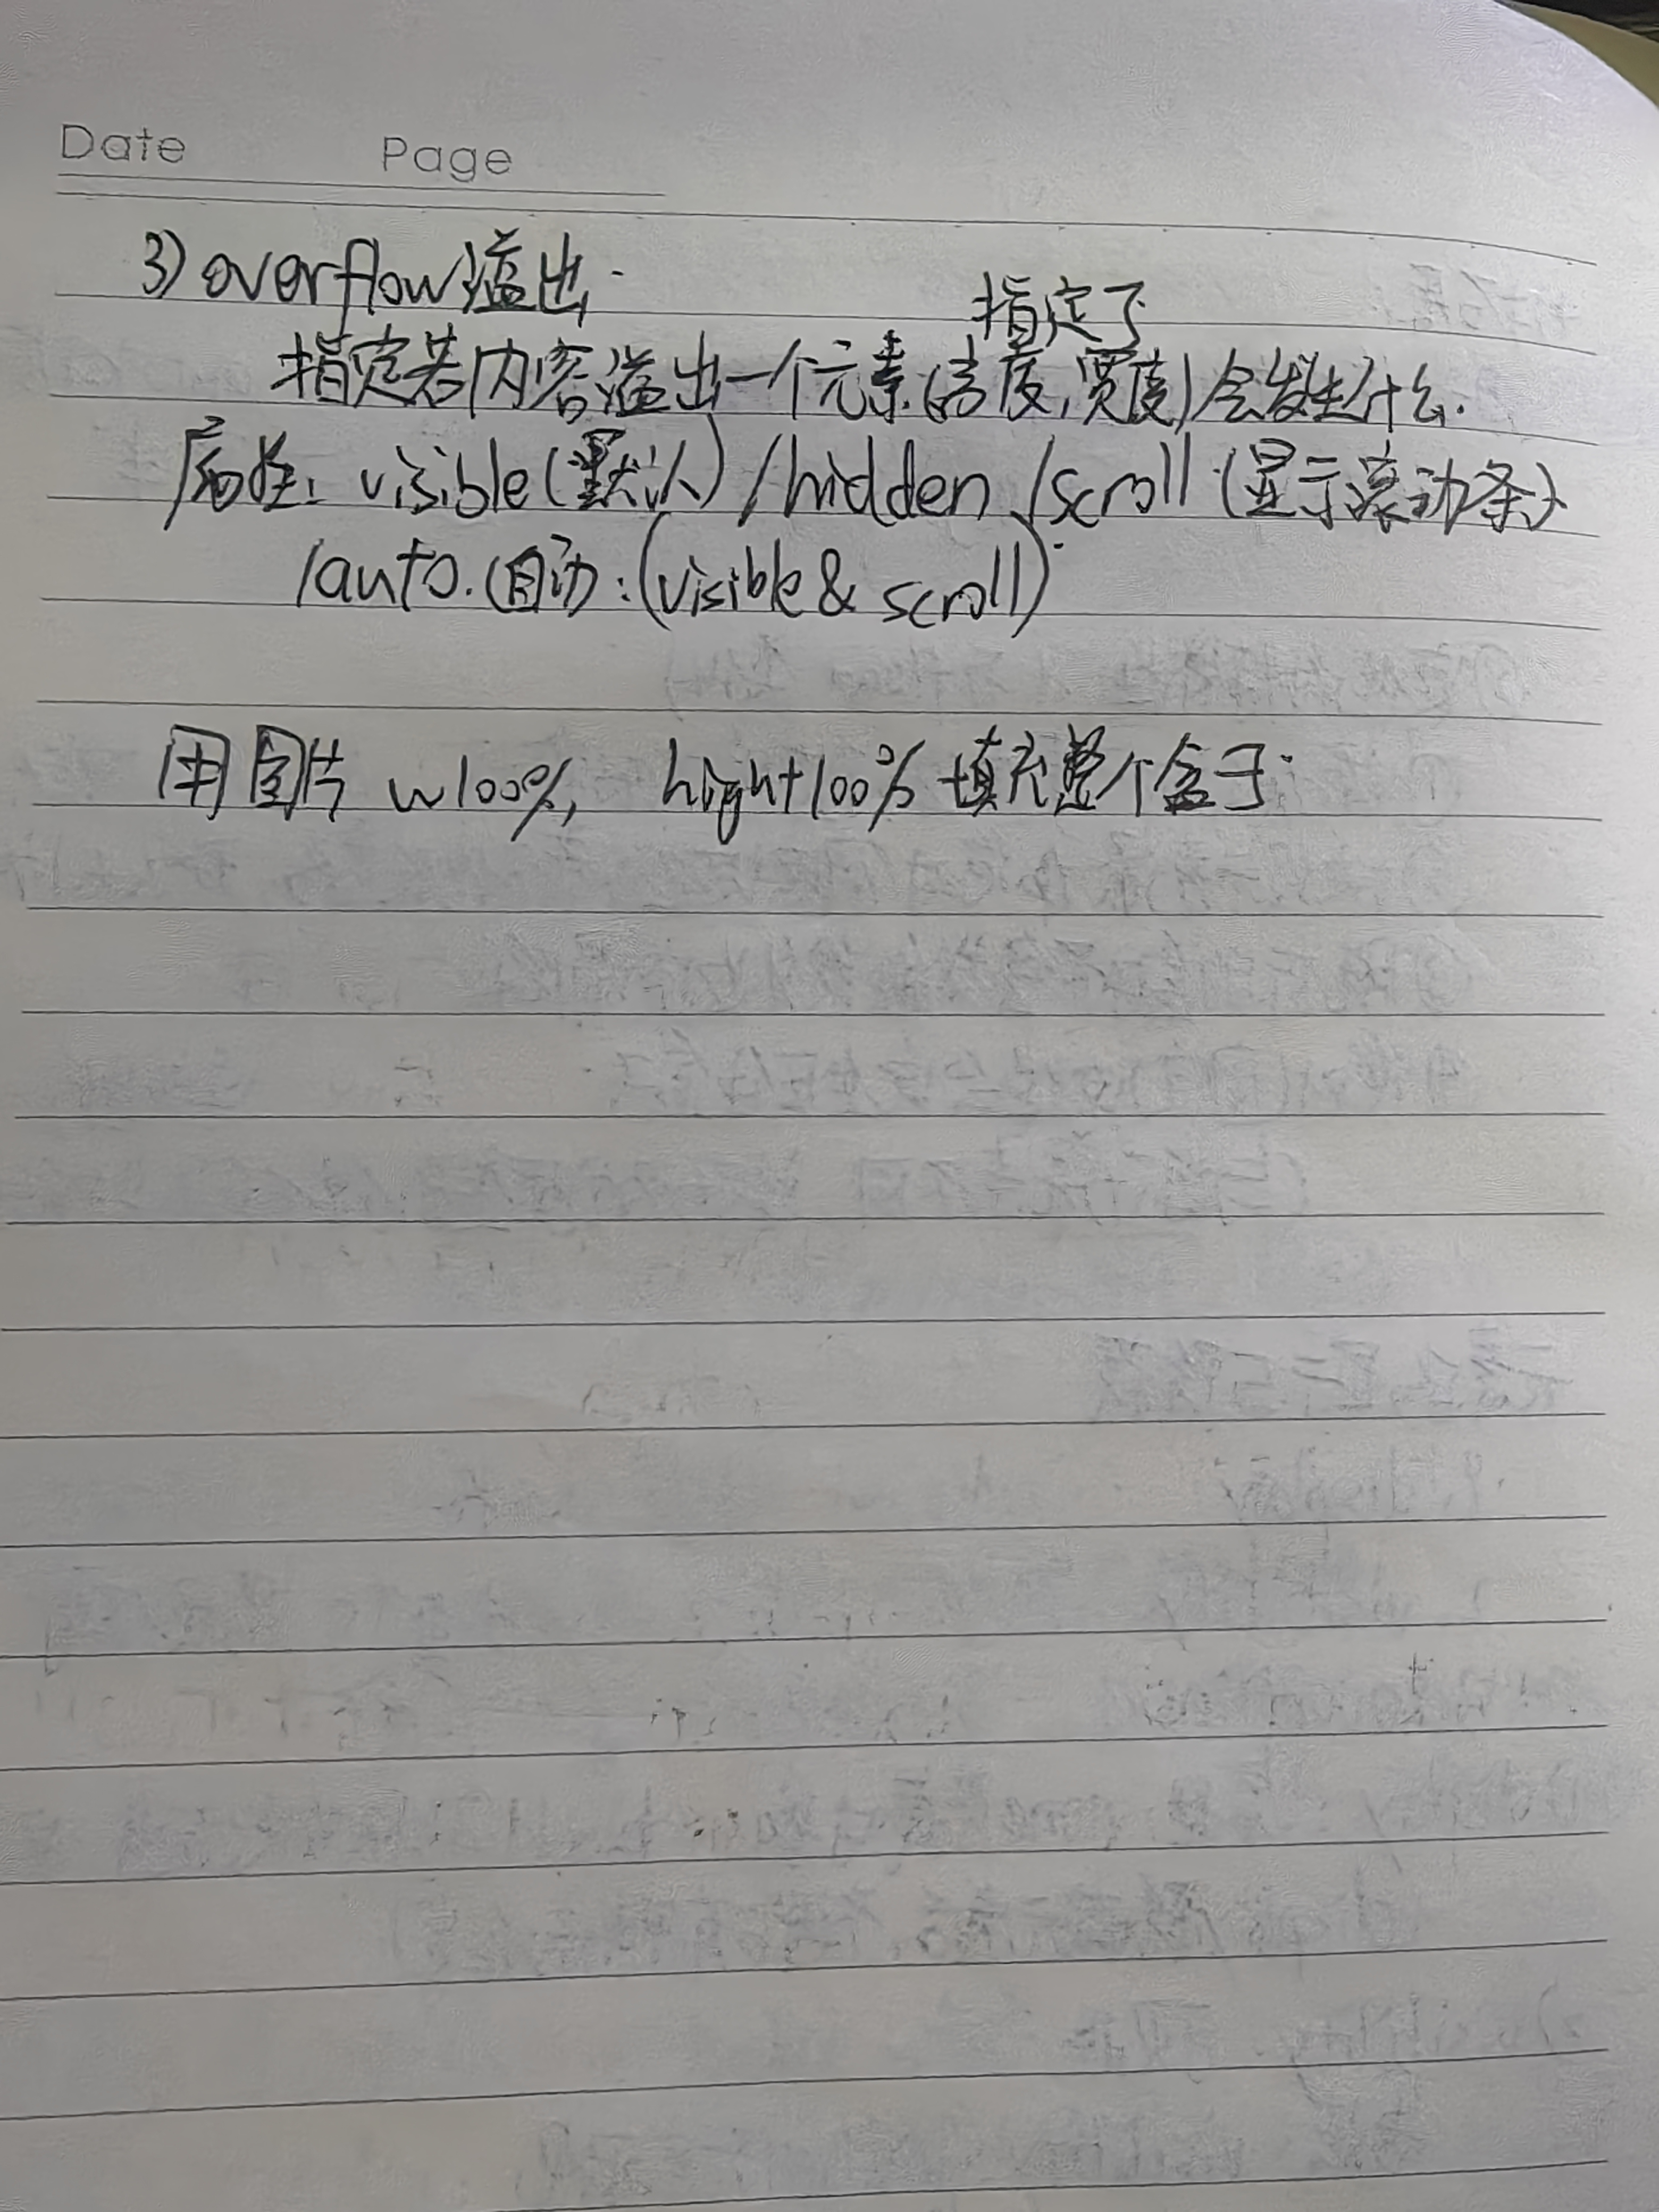 Date Page
3) overflow溢出.
指定了
指定若内容溢出一个元素(高度,宽度)会发生什么.
属性: visible(默认)/hidden/scroll(显示滚动条)
/auto.(自动:(visible & scroll)
用图片 w100%, hight100% 填充整个盒子.